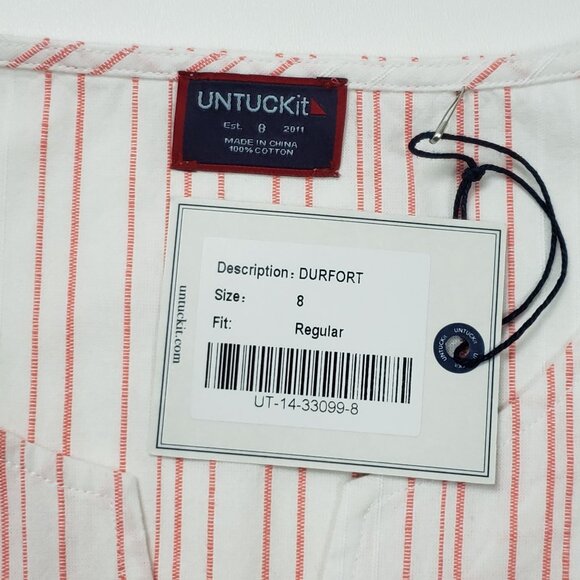 UNTUCKit
Est. 8 2011
MADE IN CHINA
100% COTTON
Description: DURFORT
Size: 8
Fit: Regular
UT-14-33099-8
untuckit.com
UNTUCKit